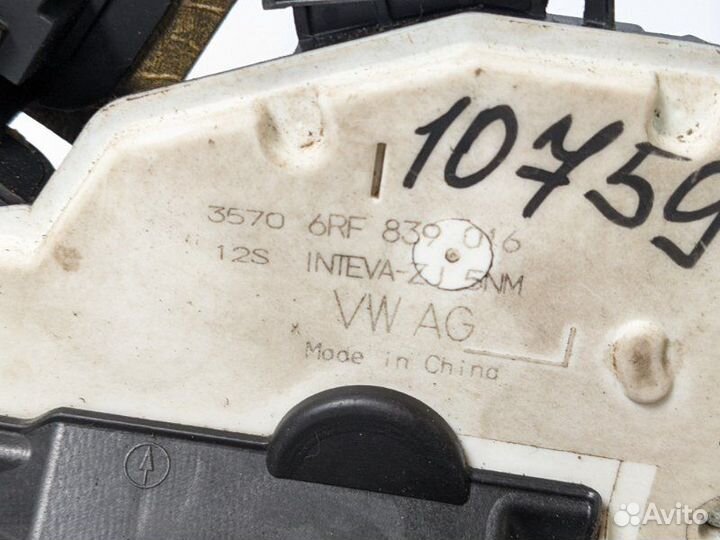 10759
3570 6RF 839 016
12S INTEVA-ZJ 5NM
VW AG
Made in China
Avito